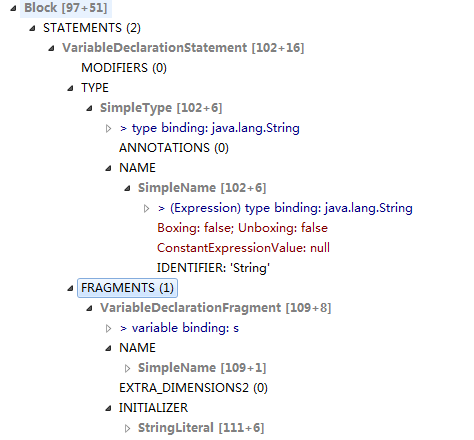 Block [97+51]
STATEMENTS (2)
VariableDeclarationStatement [102+16]
MODIFIERS (0)
TYPE
SimpleType [102+6]
> type binding: java.lang.String
ANNOTATIONS (0)
NAME
SimpleName [102+6]
> (Expression) type binding: java.lang.String
Boxing: false; Unboxing: false
ConstantExpressionValue: null
IDENTIFIER: 'String'
FRAGMENTS (1)
VariableDeclarationFragment [109+8]
> variable binding: s
NAME
SimpleName [109+1]
EXTRA_DIMENSIONS2 (0)
INITIALIZER
StringLiteral [111+6]